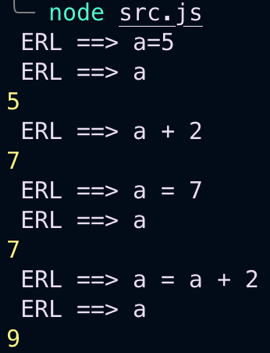 node src.js
ERL ==> a=5
ERL ==> a
5
ERL ==> a + 2
7
ERL ==> a = 7
ERL ==> a
7
ERL ==> a = a + 2
ERL ==> a
9